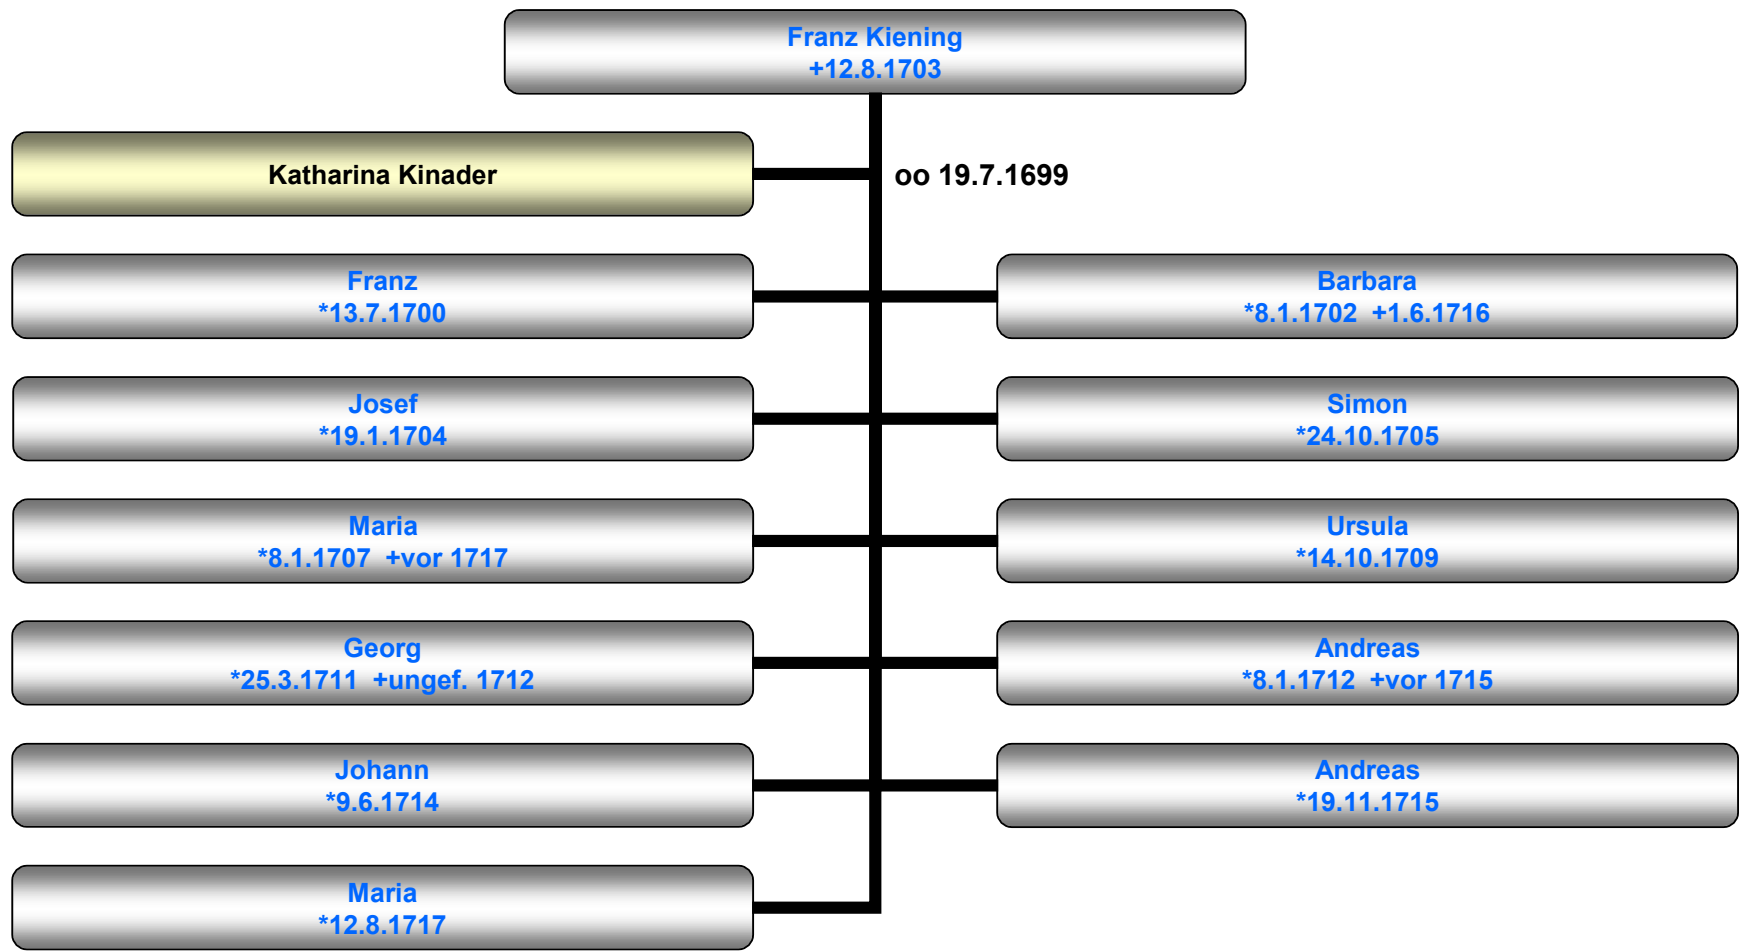 Franz Kiening
+12.8.1703
Katharina Kinader
oo 19.7.1699
Franz
*13.7.1700
Barbara
*8.1.1702  +1.6.1716
Josef
*19.1.1704
Simon
*24.10.1705
Maria
*8.1.1707  +vor 1717
Ursula
*14.10.1709
Georg
*25.3.1711  +ungef. 1712
Andreas
*8.1.1712  +vor 1715
Johann
*9.6.1714
Andreas
*19.11.1715
Maria
*12.8.1717